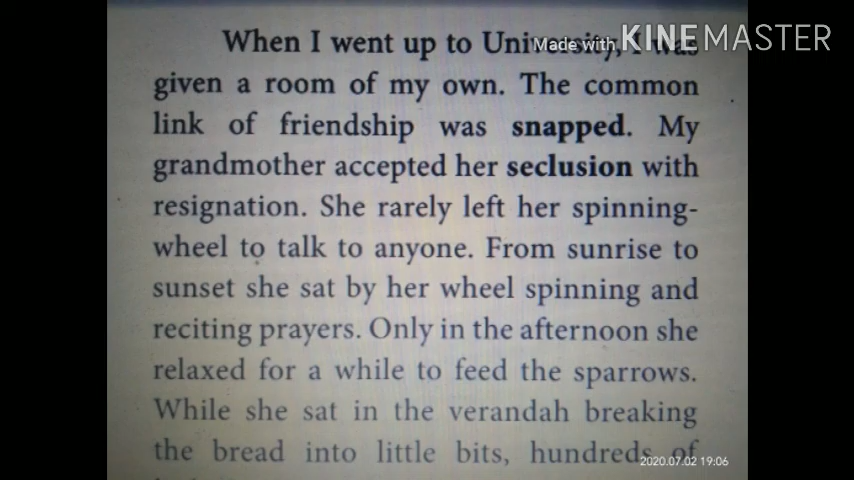 When I went up to University, I was
given a room of my own. The common
link of friendship was snapped. My
grandmother accepted her seclusion with
resignation. She rarely left her spinning-
wheel to talk to anyone. From sunrise to
sunset she sat by her wheel spinning and
reciting prayers. Only in the afternoon she
relaxed for a while to feed the sparrows.
While she sat in the verandah breaking
the bread into little bits, hundreds of
Made with KINEMASTER
2020.07.02 19:06